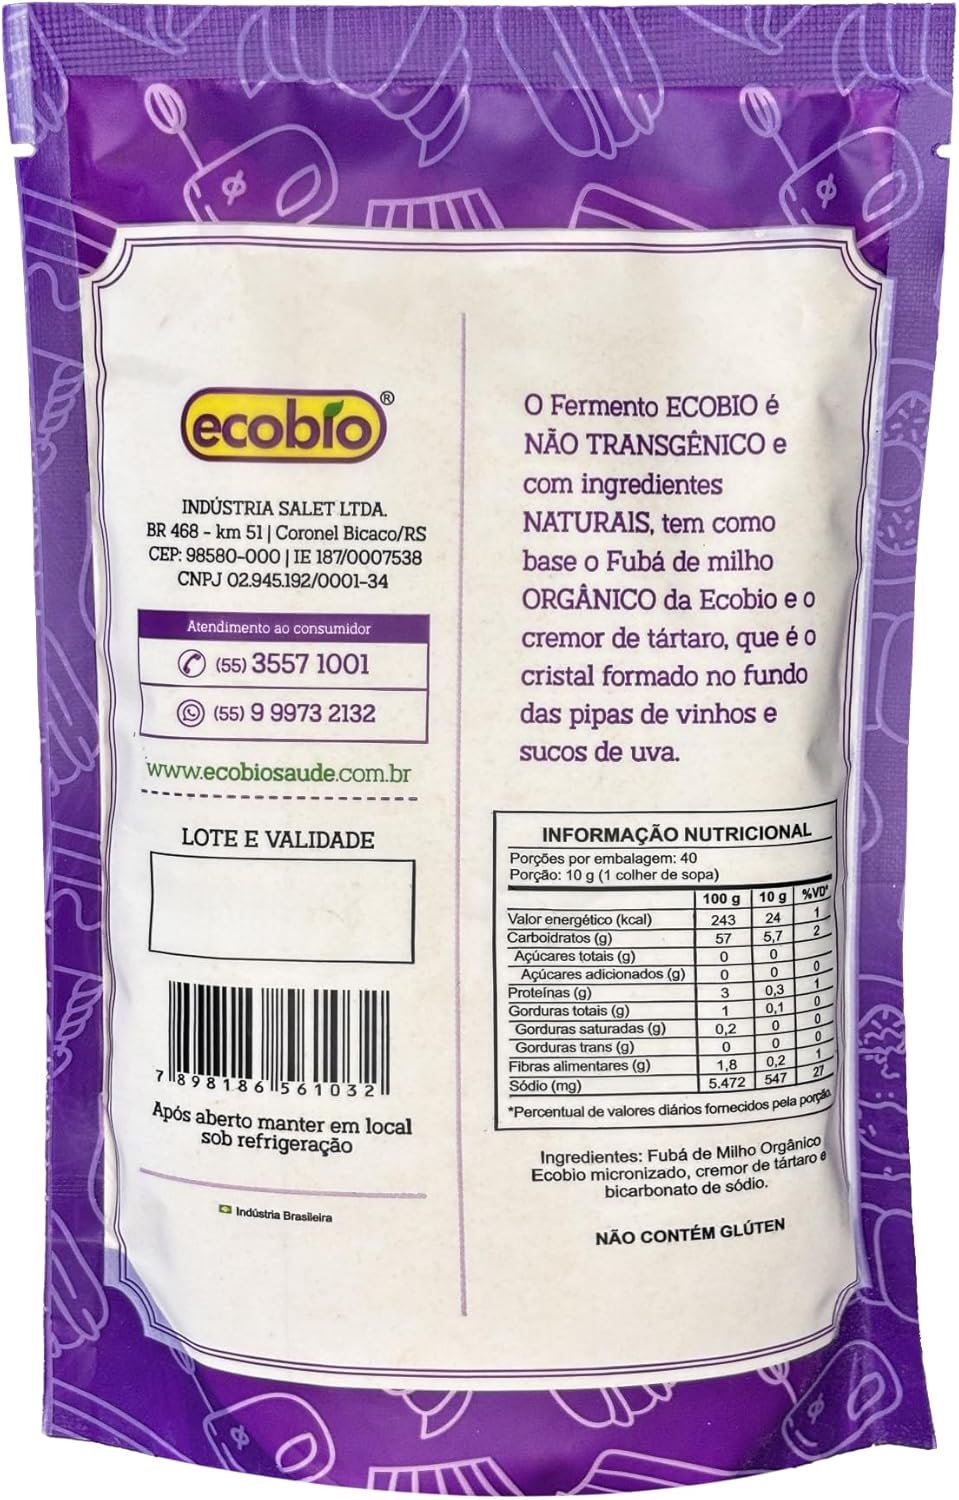 ecobio®
INDÚSTRIA SALET LTDA.
BR 468 - km 51 | Coronel Bicaco/RS
CEP: 98580-000 | IE 187/0007538
CNPJ 02.945.192/0001-34
Atendimento ao consumidor
(55) 3557 1001
(55) 9 9973 2132
www.ecobiosaude.com.br
LOTE E VALIDADE
7 898186 561032
Após aberto manter em local
sob refrigeração
Indústria Brasileira
O Fermento ECOBIO é
NÃO TRANSGÊNICO e
com ingredientes
NATURAIS, tem como
base o Fubá de milho
ORGÂNICO da Ecobio e o
cremor de tártaro, que é o
cristal formado no fundo
das pipas de vinhos e
sucos de uva.
INFORMAÇÃO NUTRICIONAL
Porções por embalagem: 40
Porção: 10 g (1 colher de sopa)
100 g 10 g %VD*
Valor energético (kcal) 243 24 1
Carboidratos (g) 57 5,7 2
Açúcares totais (g) 0 0
Açúcares adicionados (g) 0 0 0
Proteínas (g) 3 0,3 1
Gorduras totais (g) 1 0,1 0
Gorduras saturadas (g) 0,2 0 0
Gorduras trans (g) 0 0 0
Fibras alimentares (g) 1,8 0,2 1
Sódio (mg) 5.472 547 27
*Percentual de valores diários fornecidos pela porção.
Ingredientes: Fubá de Milho Orgânico
Ecobio micronizado, cremor de tártaro e
bicarbonato de sódio.
NÃO CONTÉM GLÚTEN